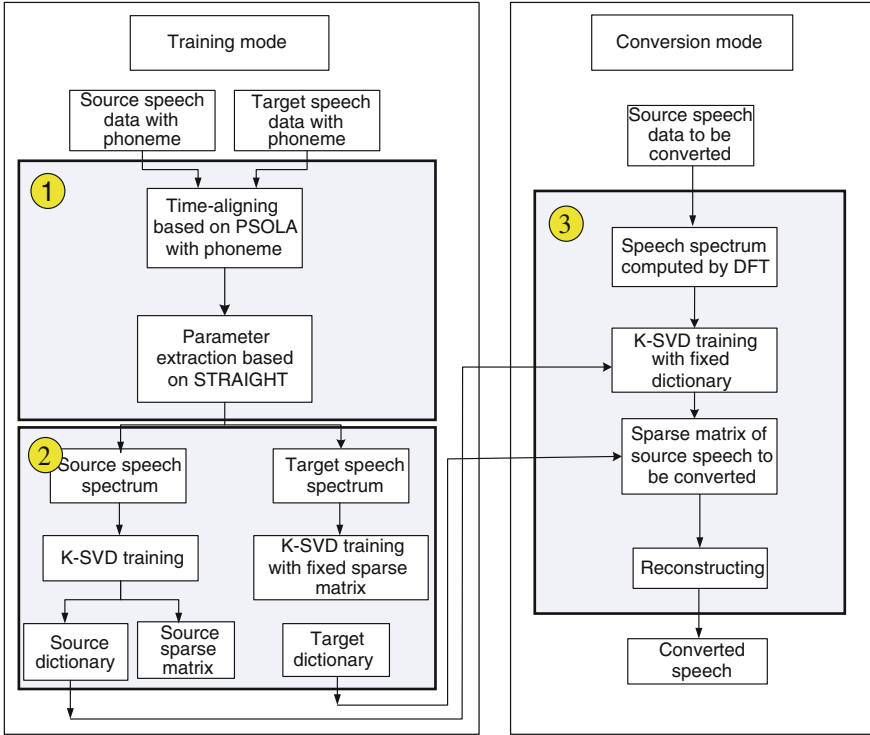 Training mode
Source speech
data with
phoneme
Target speech
data with
phoneme
1
Time-aligning
based on PSOLA
with phoneme
Parameter
extraction based
on STRAIGHT
2
Source speech
spectrum
Target speech
spectrum
K-SVD training
K-SVD training
with fixed sparse
matrix
Source
dictionary
Source
sparse
matrix
Target
dictionary
Conversion mode
Source speech
data to be
converted
3
Speech spectrum
computed by DFT
K-SVD training
with fixed
dictionary
Sparse matrix of
source speech to
be converted
Reconstructing
Converted
speech